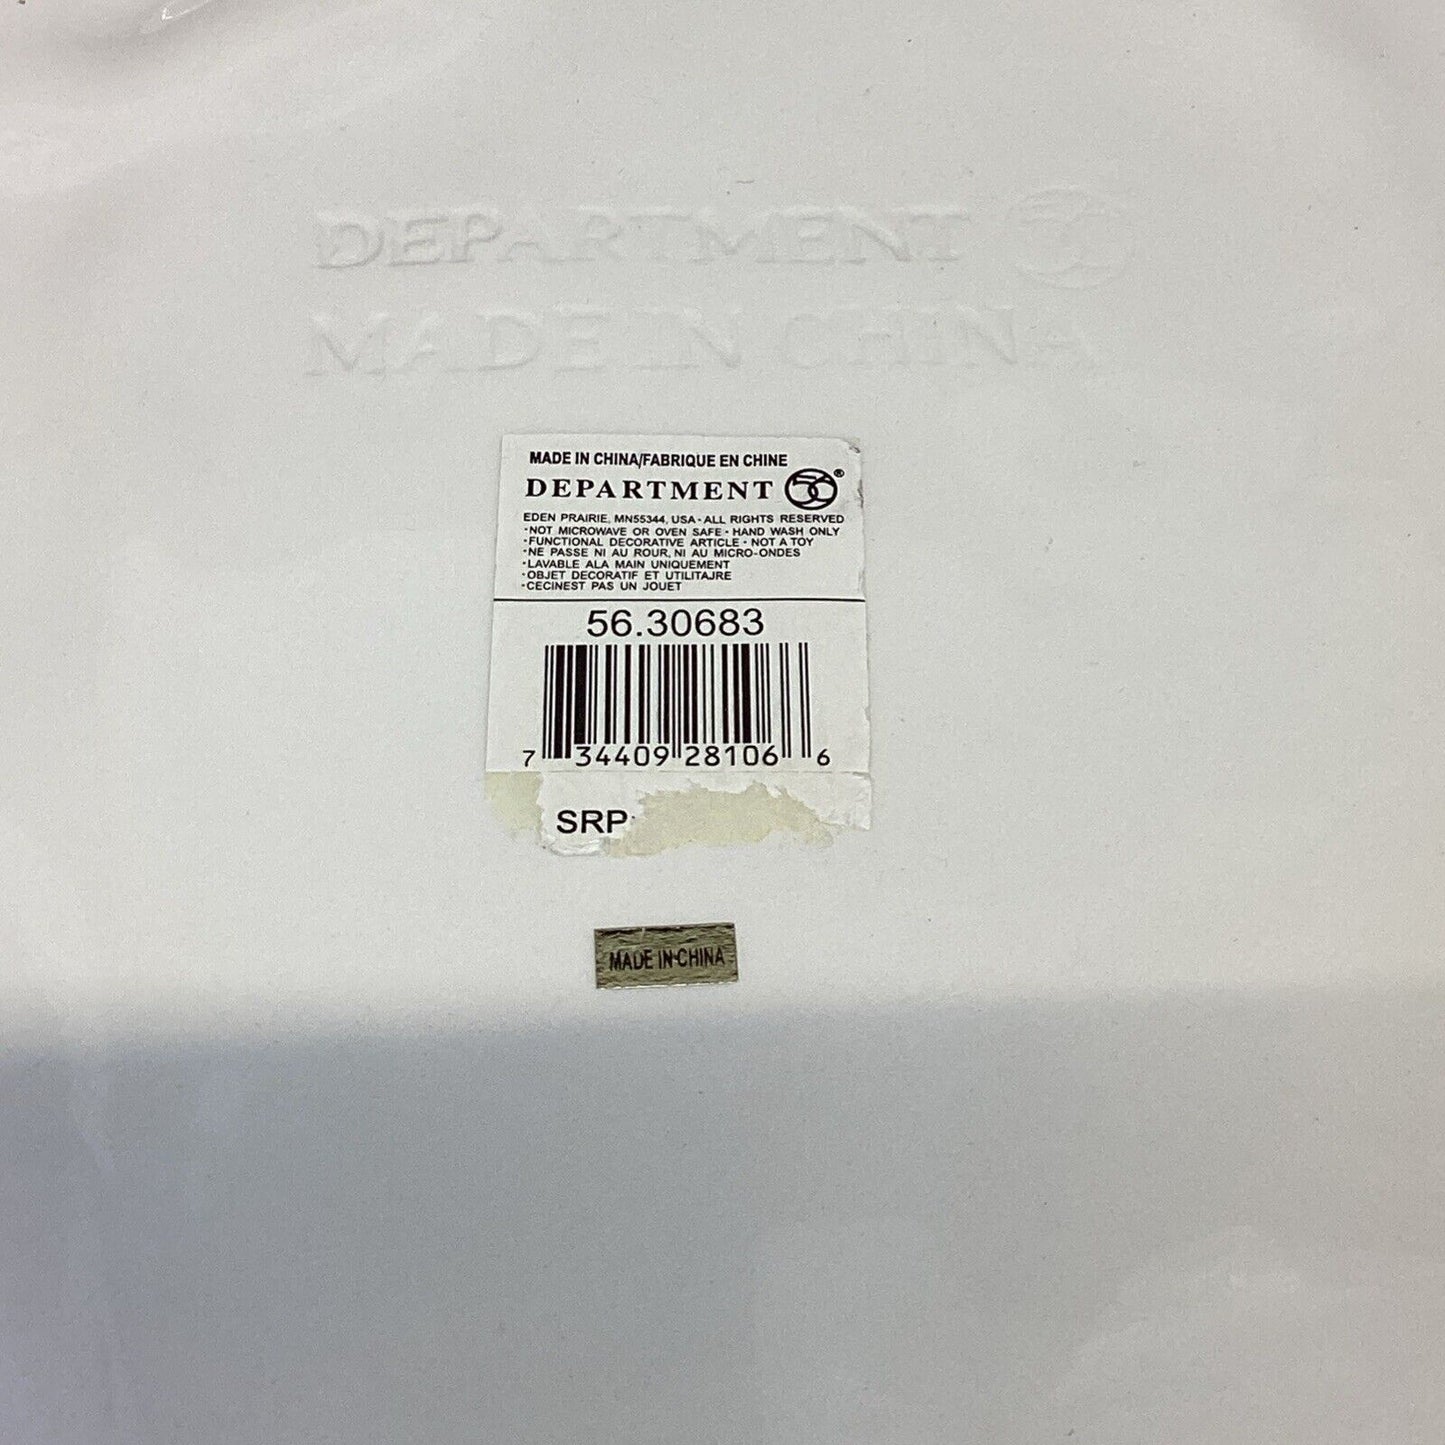 DEPARTMENT 56
MADE IN CHINA
MADE IN CHINA/FABRIQUE EN CHINE
DEPARTMENT 56®
EDEN PRAIRIE, MN55344, USA · ALL RIGHTS RESERVED
·NOT MICROWAVE OR OVEN SAFE · HAND WASH ONLY
·FUNCTIONAL DECORATIVE ARTICLE · NOT A TOY
·NE PASSE NI AU ROUR, NI AU MICRO-ONDES
·LAVABLE ALA MAIN UNIQUEMENT
·OBJET DECORATIF ET UTILITAJRE
·CECINEST PAS UN JOUET
56.30683
7 34409 28106 6
SRP
MADE IN CHINA